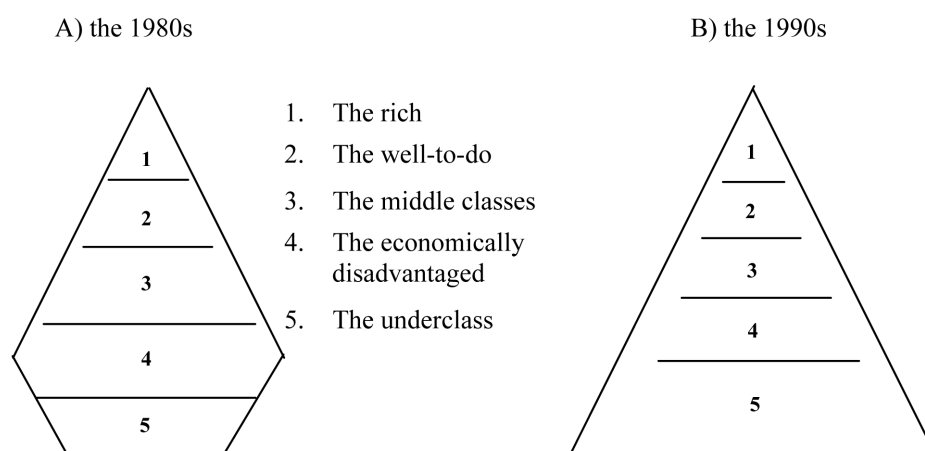 A) the 1980s
B) the 1990s
1. The rich
2. The well-to-do
3. The middle classes
4. The economically
disadvantaged
5. The underclass
1
2
3
4
5
1
2
3
4
5